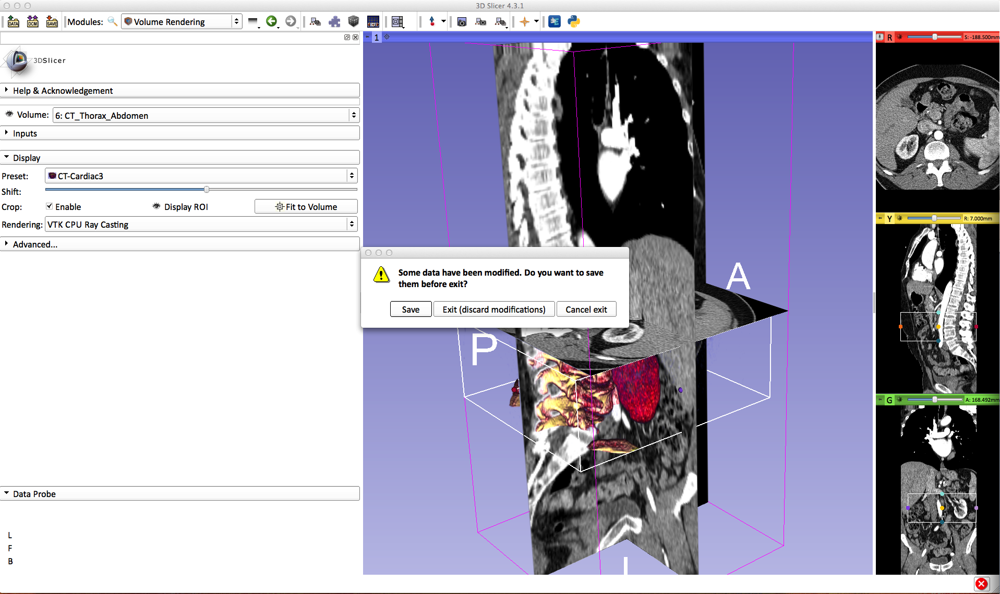 3D Slicer 4.3.1
DATA
DCM
SAVE
Modules:
Volume Rendering
1
R
S: -188.500mm
3DSlicer
Help & Acknowledgement
Volume:
6: CT_Thorax_Abdomen
Inputs
Display
Preset:
CT-Cardiac3
Shift:
Crop:
Enable
Display ROI
Fit to Volume
Rendering:
VTK CPU Ray Casting
Advanced...
Y
R: 7.000mm
Some data have been modified. Do you want to save
them before exit?
Save
Exit (discard modifications)
Cancel exit
A
P
G
A: 168.492mm
Data Probe
L
F
B
I